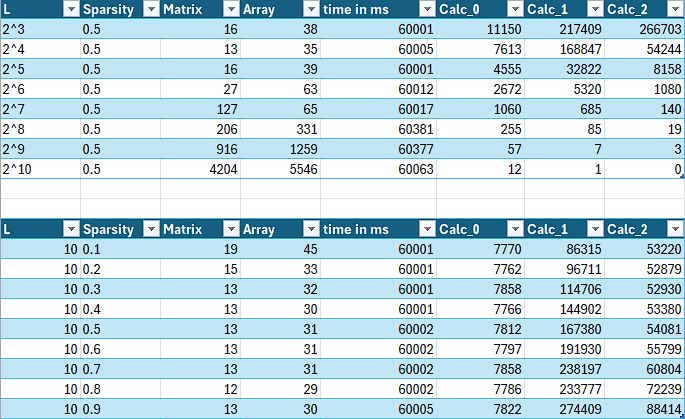 L Sparsity Matrix Array time in ms Calc_0 Calc_1 Calc_2
2^3 0.5 16 38 60001 11150 217409 266703
2^4 0.5 13 35 60005 7613 168847 54244
2^5 0.5 16 39 60001 4555 32822 8158
2^6 0.5 27 63 60012 2672 5320 1080
2^7 0.5 127 65 60017 1060 685 140
2^8 0.5 206 331 60381 255 85 19
2^9 0.5 916 1259 60377 57 7 3
2^10 0.5 4204 5546 60063 12 1 0
L Sparsity Matrix Array time in ms Calc_0 Calc_1 Calc_2
10 0.1 19 45 60001 7770 86315 53220
10 0.2 15 33 60001 7762 96711 52879
10 0.3 13 32 60001 7858 114706 52930
10 0.4 13 30 60001 7766 144902 53380
10 0.5 13 31 60002 7812 167380 54081
10 0.6 13 31 60002 7797 191930 55799
10 0.7 13 31 60002 7858 238197 60804
10 0.8 12 29 60002 7786 233777 72239
10 0.9 13 30 60005 7822 274409 88414